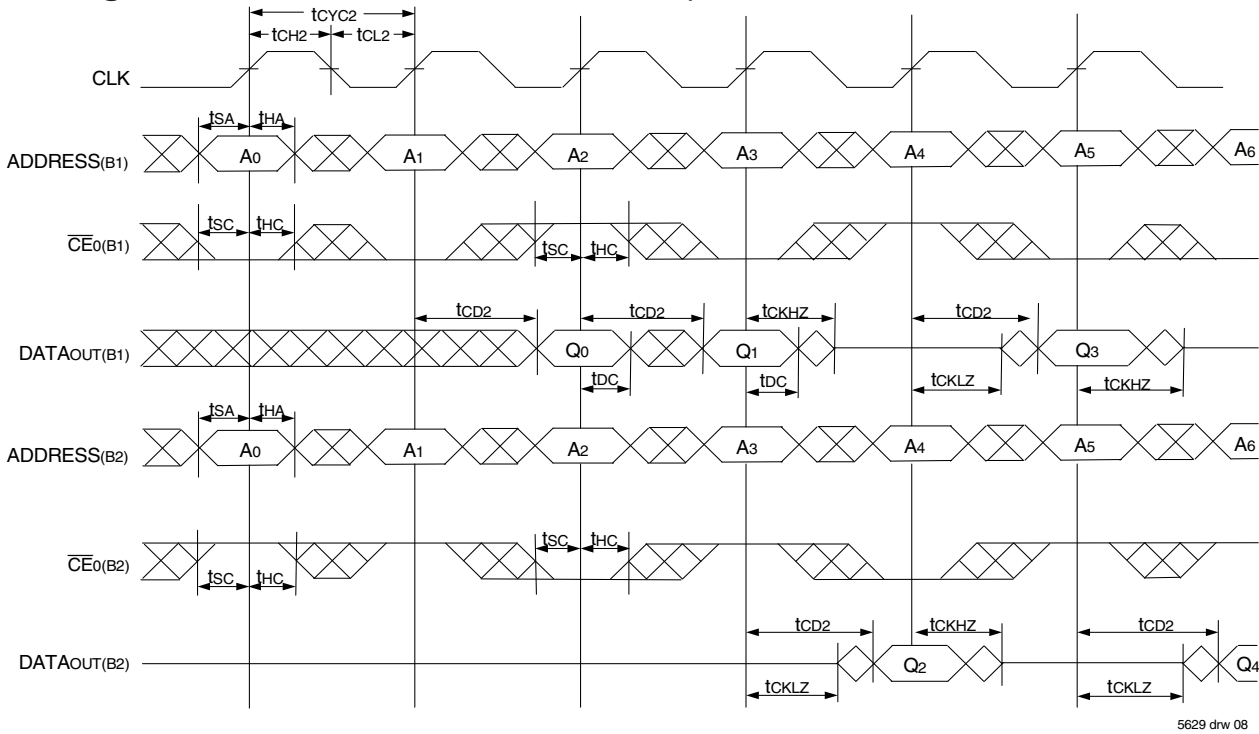 tCYC2
tCH2 tCL2
CLK
tSA tHA
ADDRESS(B1) A0 A1 A2 A3 A4 A5 A6
tSC tHC
CE0(B1)
tSC tHC
tCD2 tCD2 tCKHZ tCD2
DATAOUT(B1) Q0 Q1 Q3
tDC tDC tCKLZ tCKHZ
tSA tHA
ADDRESS(B2) A0 A1 A2 A3 A4 A5 A6
tSC tHC
CE0(B2)
tSC tHC
tCD2 tCKHZ tCD2
DATAOUT(B2) Q2 Q4
tCKLZ tCKLZ
5629 drw 08